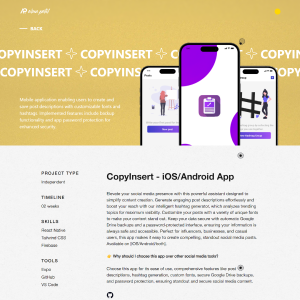 BACK
COPYINSERT COPYINSERT COPYINSERT
COPYINSERT COPYINSERT
Mobile application enabling users to create and
save post descriptions with customizable fonts and
hashtags. Implemented features include backup
functionality and app password protection for
enhanced security.
PROJECT TYPE
Independent
TIMELINE
02 weeks
SKILLS
React Native
Tailwind CSS
Firebase
TOOLS
Expo
GitHub
VS Code
CopyInsert - iOS/Android App
Elevate your social media presence with this powerful assistant designed to
simplify content creation. Generate engaging post descriptions effortlessly and
boost your reach with our intelligent hashtag generator, which analyzes trending
topics for maximum visibility. Customize your posts with a variety of unique fonts
to make your content stand out. Keep your data secure with automatic Google
Drive backups and a password-protected interface, ensuring your information is
always safe and accessible. Perfect for influencers, businesses, and casual
users, this app makes it easy to create compelling, standout social media posts.
Available on (iOS/Android/both).
Why should I choose this app over other social media tools?
Choose this app for its ease of use, comprehensive features like post
descriptions, hashtag generation, custom fonts, secure Google Drive backups,
and password protection, ensuring standout and secure social media content.